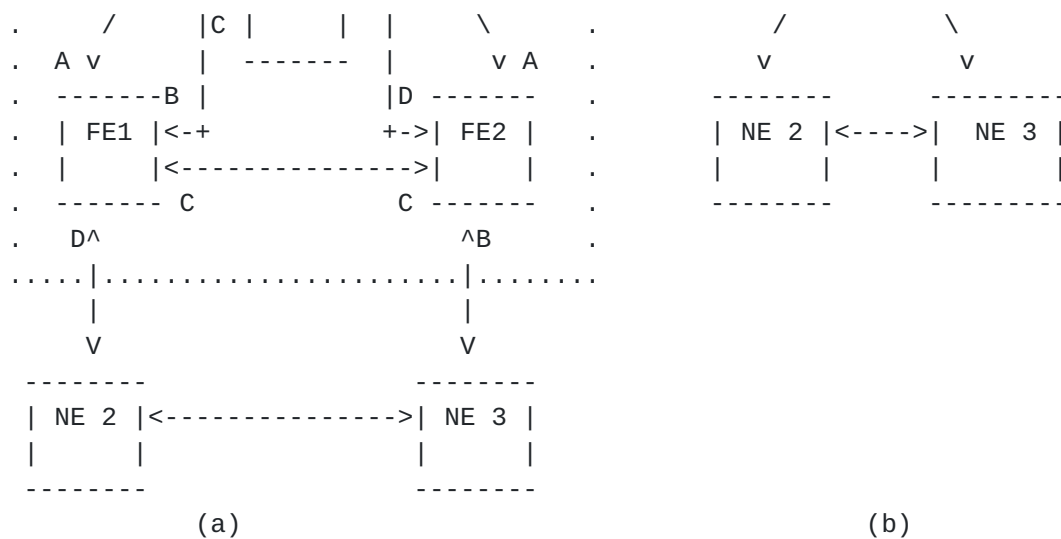 .     /     |C |     |  |     \      .           /          \
.  A v      |  -------  |      v A   .          v            v
.  -------B |           |D -------   .       --------     ---------
.  | FE1 |<-+           +->| FE2 |   .       | NE 2 |<---->|  NE 3 |
.  |     |<--------------->|     |   .       |      |      |       |
.  ------- C             C -------   .       --------     ---------
.   D^                       ^B      .
.....|.......................|........
     |                       |
     V                       V
 --------                 --------
 | NE 2 |<--------------->| NE 3 |
 |      |                 |      |
 --------                 --------
            (a)                                          (b)